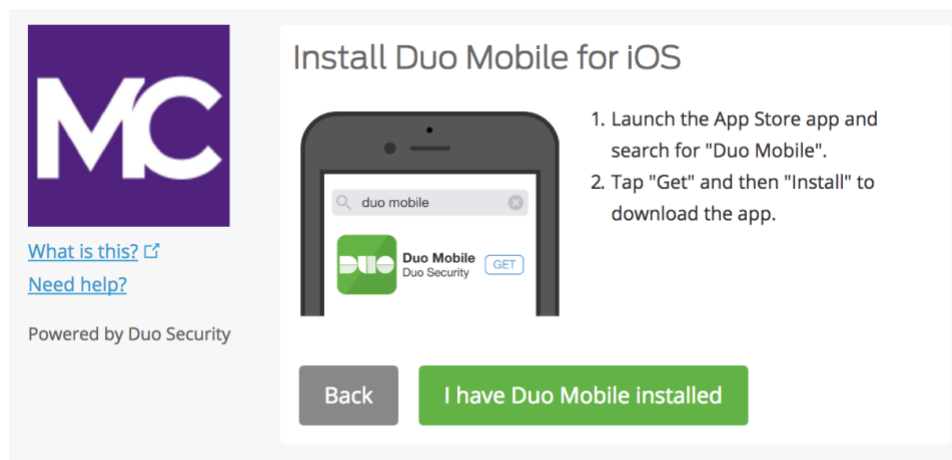 MC
What is this?
Need help?
Powered by Duo Security
Install Duo Mobile for iOS
duo mobile
DUO
Duo Mobile
Duo Security
GET
1. Launch the App Store app and
search for "Duo Mobile".
2. Tap "Get" and then "Install" to
download the app.
Back
I have Duo Mobile installed